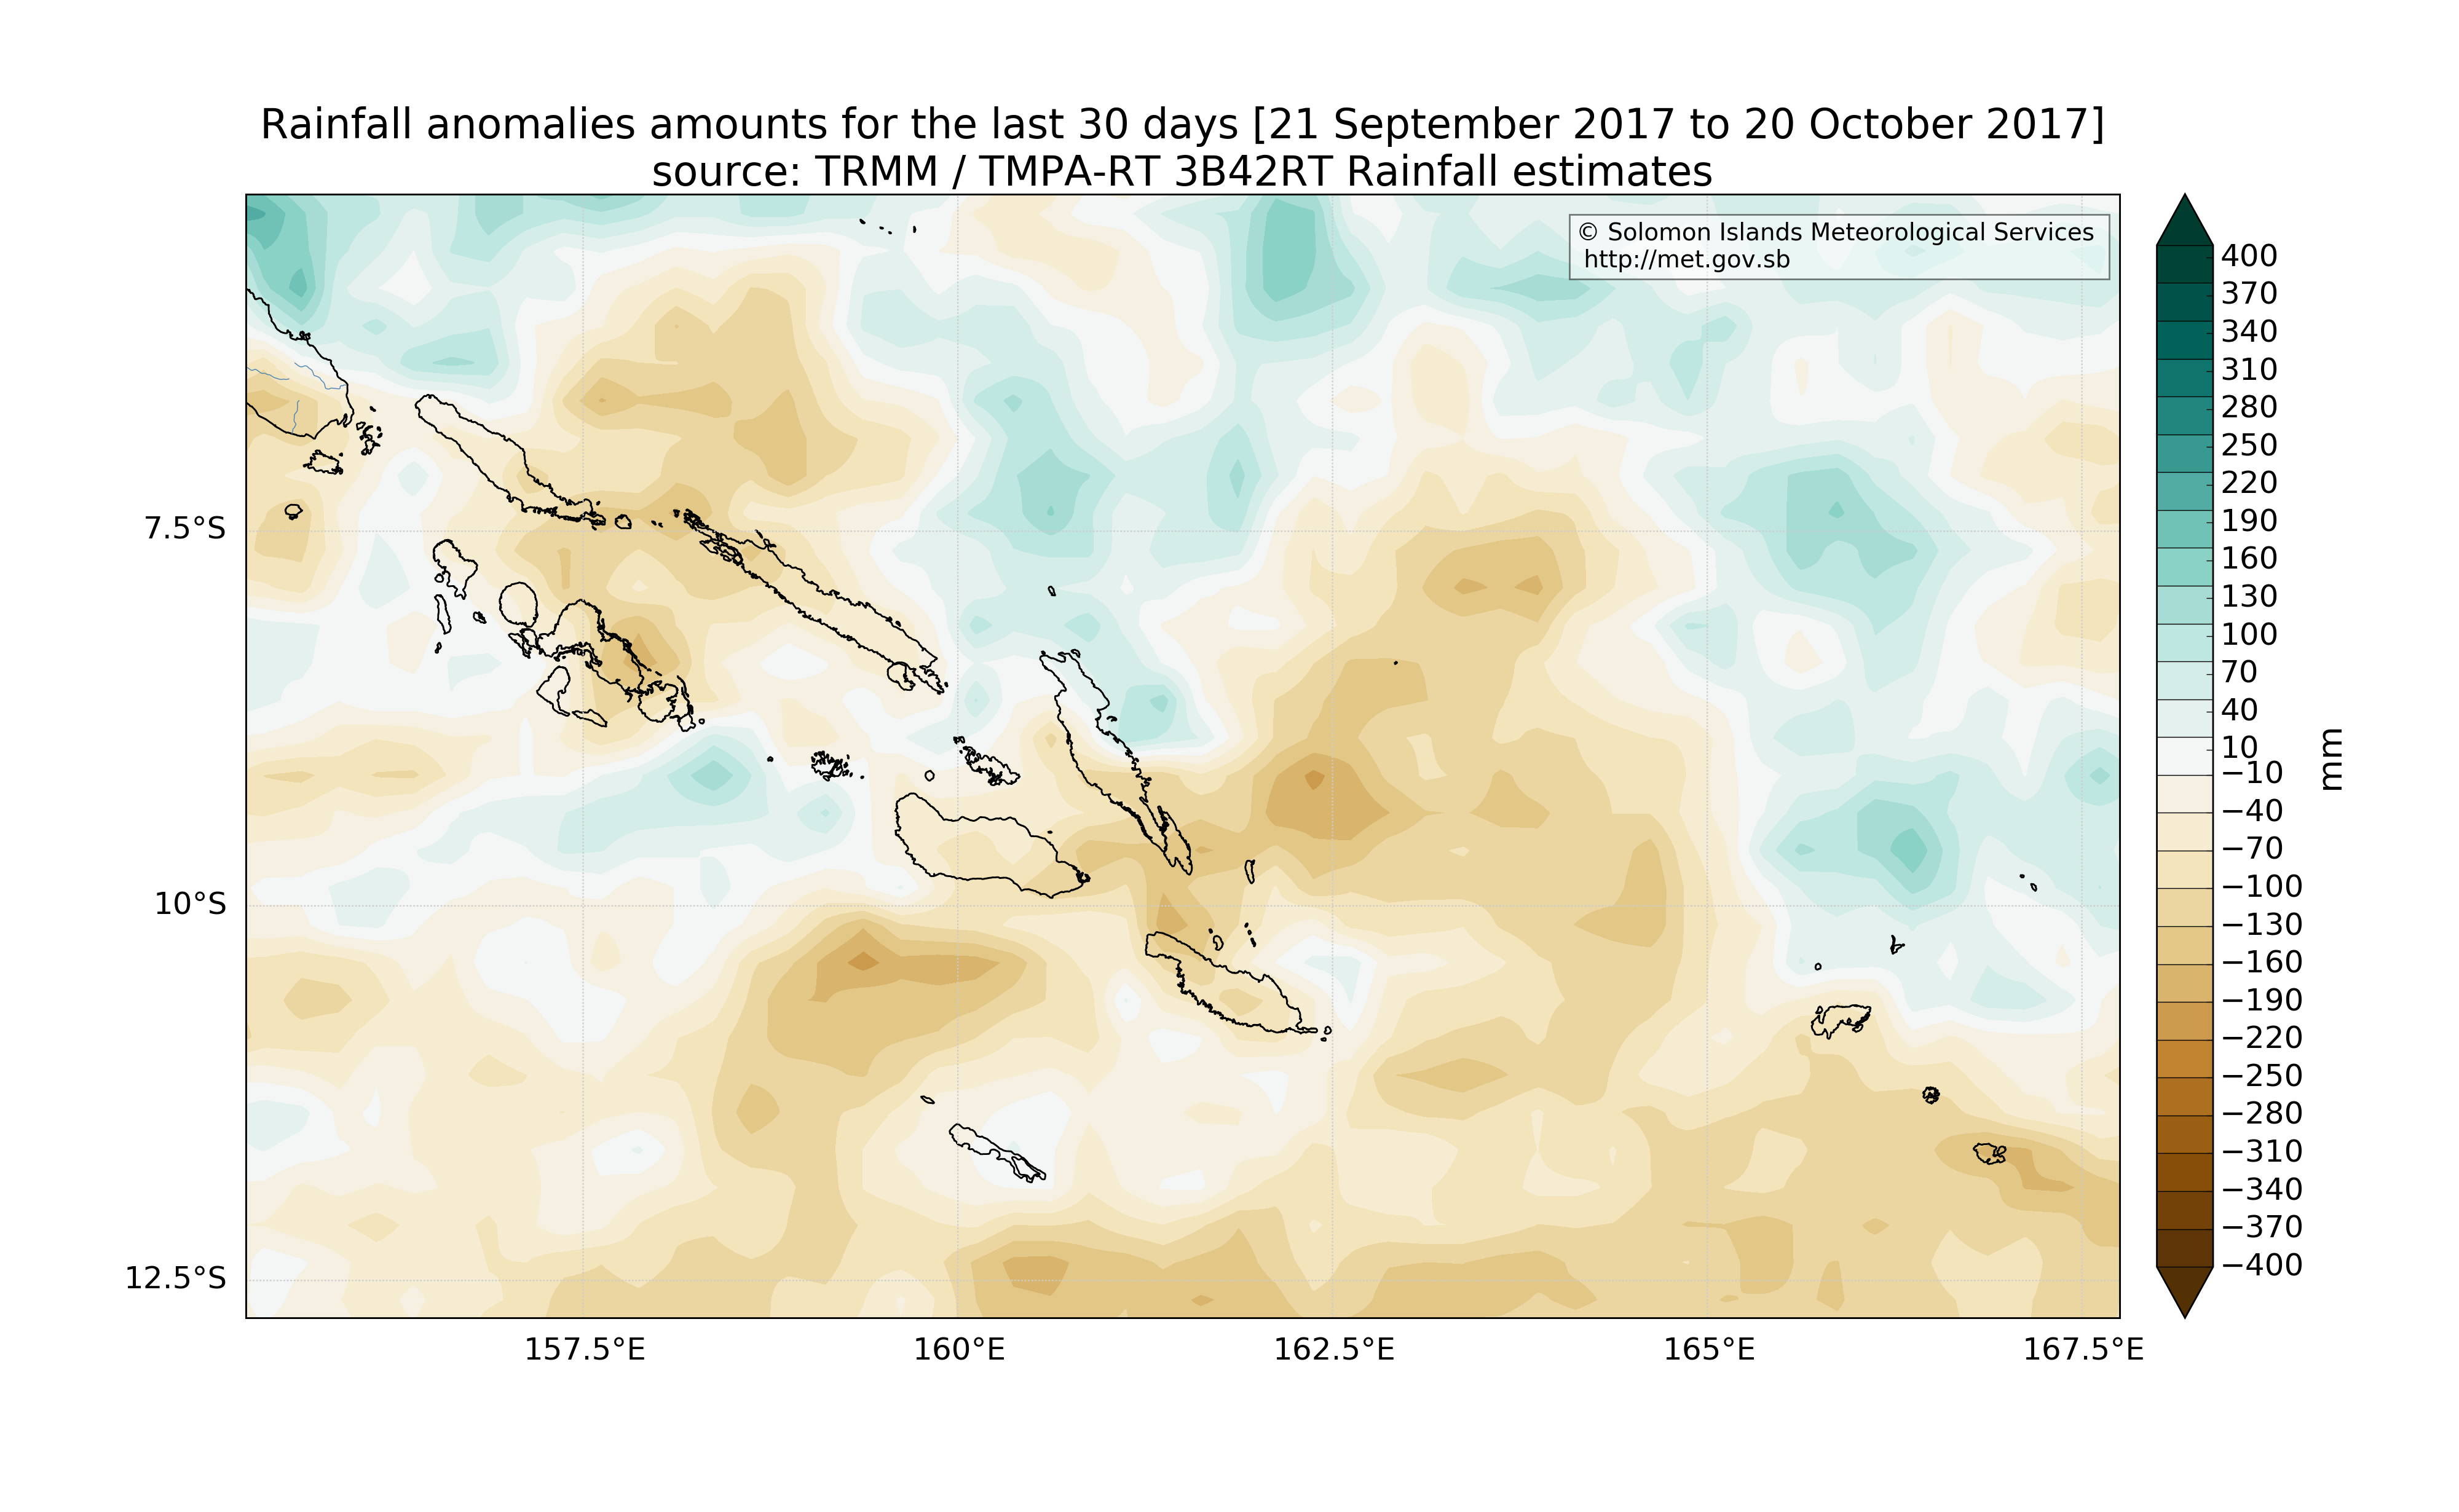 Rainfall anomalies amounts for the last 30 days [21 September 2017 to 20 October 2017]
source: TRMM / TMPA-RT 3B42RT Rainfall estimates
© Solomon Islands Meteorological Services
http://met.gov.sb
7.5°S
10°S
12.5°S
157.5°E
160°E
162.5°E
165°E
167.5°E
400
370
340
310
280
250
220
190
160
130
100
70
40
10
−10
−40
−70
−100
−130
−160
−190
−220
−250
−280
−310
−340
−370
−400
mm